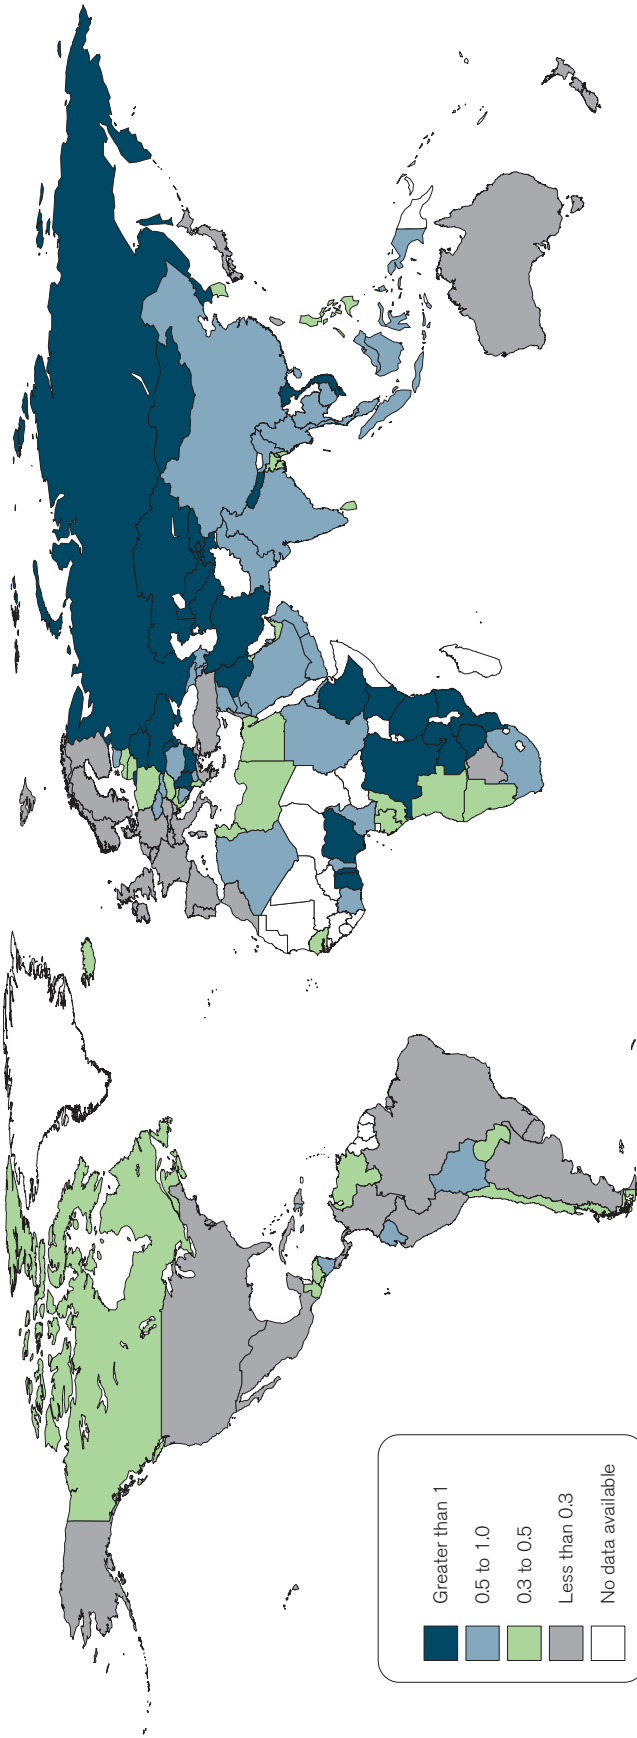 Greater than 1
0.5 to 1.0
0.3 to 0.5
Less than 0.3
No data available